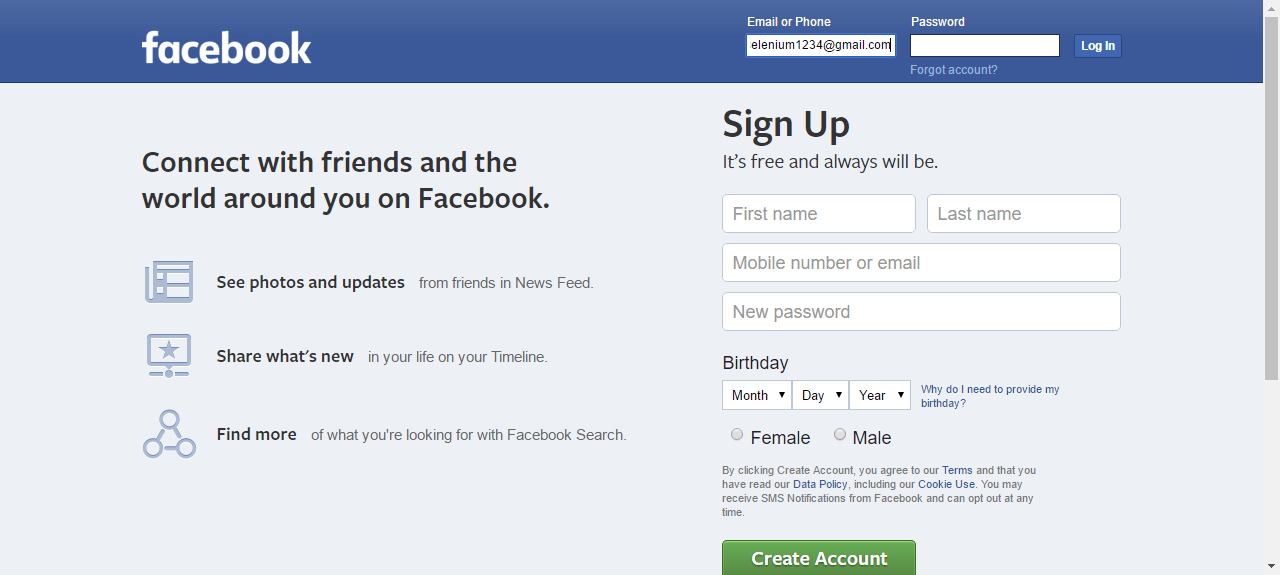 facebook
Email or Phone
Password
elenium1234@gmail.com
Log In
Forgot account?
Connect with friends and the
world around you on Facebook.
See photos and updates from friends in News Feed.
Share what's new in your life on your Timeline.
Find more of what you're looking for with Facebook Search.
Sign Up
It's free and always will be.
First name
Last name
Mobile number or email
New password
Birthday
Month
Day
Year
Why do I need to provide my
birthday?
Female
Male
By clicking Create Account, you agree to our Terms and that you
have read our Data Policy, including our Cookie Use. You may
receive SMS Notifications from Facebook and can opt out at any
time.
Create Account